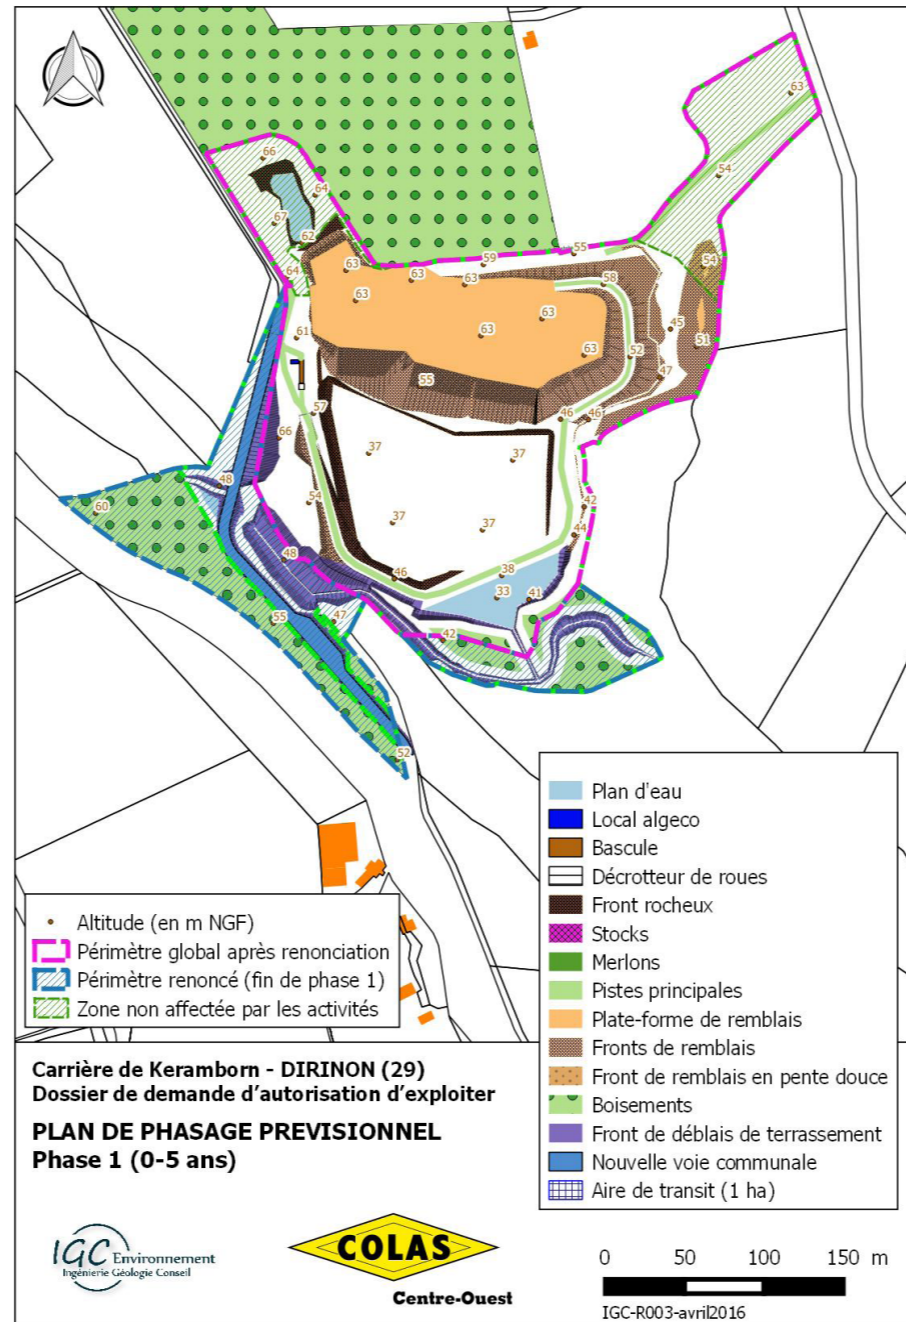 66
63
64
54
67
62
55
59
54
64
63
63
63
58
63
63
45
51
61
63
63
52
55
47
57
46
46
66
37
37
48
54
42
60
37
37
44
48
46
38
33
41
55
47
42
52
Altitude (en m NGF)
Périmètre global après renonciation
Périmètre renoncé (fin de phase 1)
Zone non affectée par les activités
Plan d'eau
Local algeco
Bascule
Décrotteur de roues
Front rocheux
Stocks
Merlons
Pistes principales
Plate-forme de remblais
Fronts de remblais
Front de remblais en pente douce
Boisements
Front de déblais de terrassement
Nouvelle voie communale
Aire de transit (1 ha)
Carrière de Keramborn - DIRINON (29)
Dossier de demande d'autorisation d'exploiter
PLAN DE PHASAGE PREVISIONNEL
Phase 1 (0-5 ans)
IGC Environnement
Ingénierie Géologie Conseil
COLAS
Centre-Ouest
0 50 100 150 m
IGC-R003-avril2016